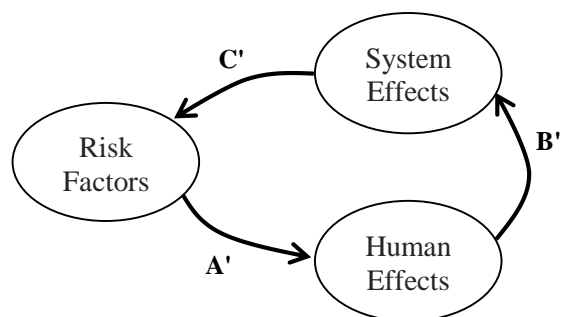 C'
System
Effects
B'
Risk
Factors
A'
Human
Effects